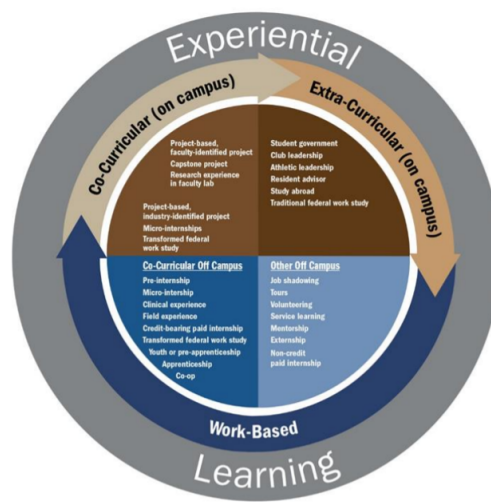 Experiential
Co-Curricular (on campus)
Extra-Curricular (on campus)
Project-based,
faculty-identified project
Capstone project
Research experience
in faculty lab
Project-based,
industry-identified project
Micro-internships
Transformed federal
work study
Student government
Club leadership
Athletic leadership
Resident advisor
Study abroad
Traditional federal work study
Co-Curricular Off Campus
Pre-internship
Micro-intership
Clinical experience
Field experience
Credit-bearing paid internship
Transformed federal work study
Youth or pre-apprenticeship
Apprenticeship
Co-op
Other Off Campus
Job shadowing
Tours
Volunteering
Service learning
Mentorship
Externship
Non-credit
paid internship
Work-Based
Learning